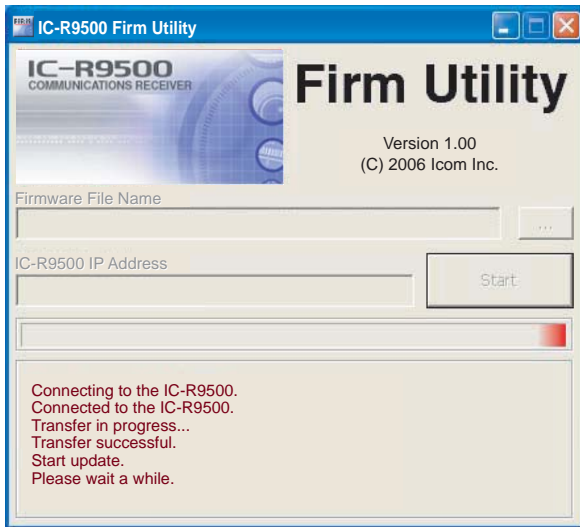 FIRM
IC-R9500 Firm Utility
IC-R9500
COMMUNICATIONS RECEIVER
Firm Utility
Version 1.00
(C) 2006 Icom Inc.
Firmware File Name
...
IC-R9500 IP Address
Start
Connecting to the IC-R9500.
Connected to the IC-R9500.
Transfer in progress...
Transfer successful.
Start update.
Please wait a while.